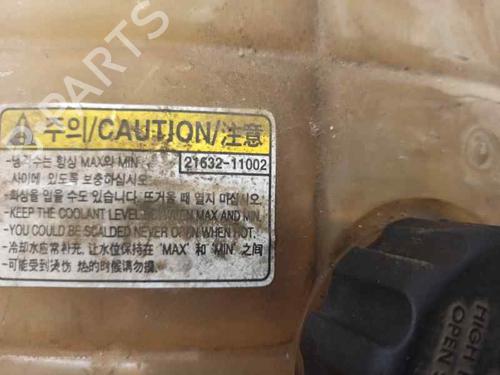 PARTS
주의/CAUTION/注意
21632-11002
-냉각수는 항상 MAX와 MIN
사이에 있도록 보충하십시오.
-화상을 입을 수도 있습니다. 뜨거울 때 열지 마십시오.
-KEEP THE COOLANT LEVEL BETWEEN MAX AND MIN.
-YOU COULD BE SCALDED NEVER OPEN WHEN HOT.
-冷却水应常补充, 让水位保持在 "MAX" 和 "MIN" 之间
-可能受到烫伤 热的时候请勿摸.
HIGH
OPEN